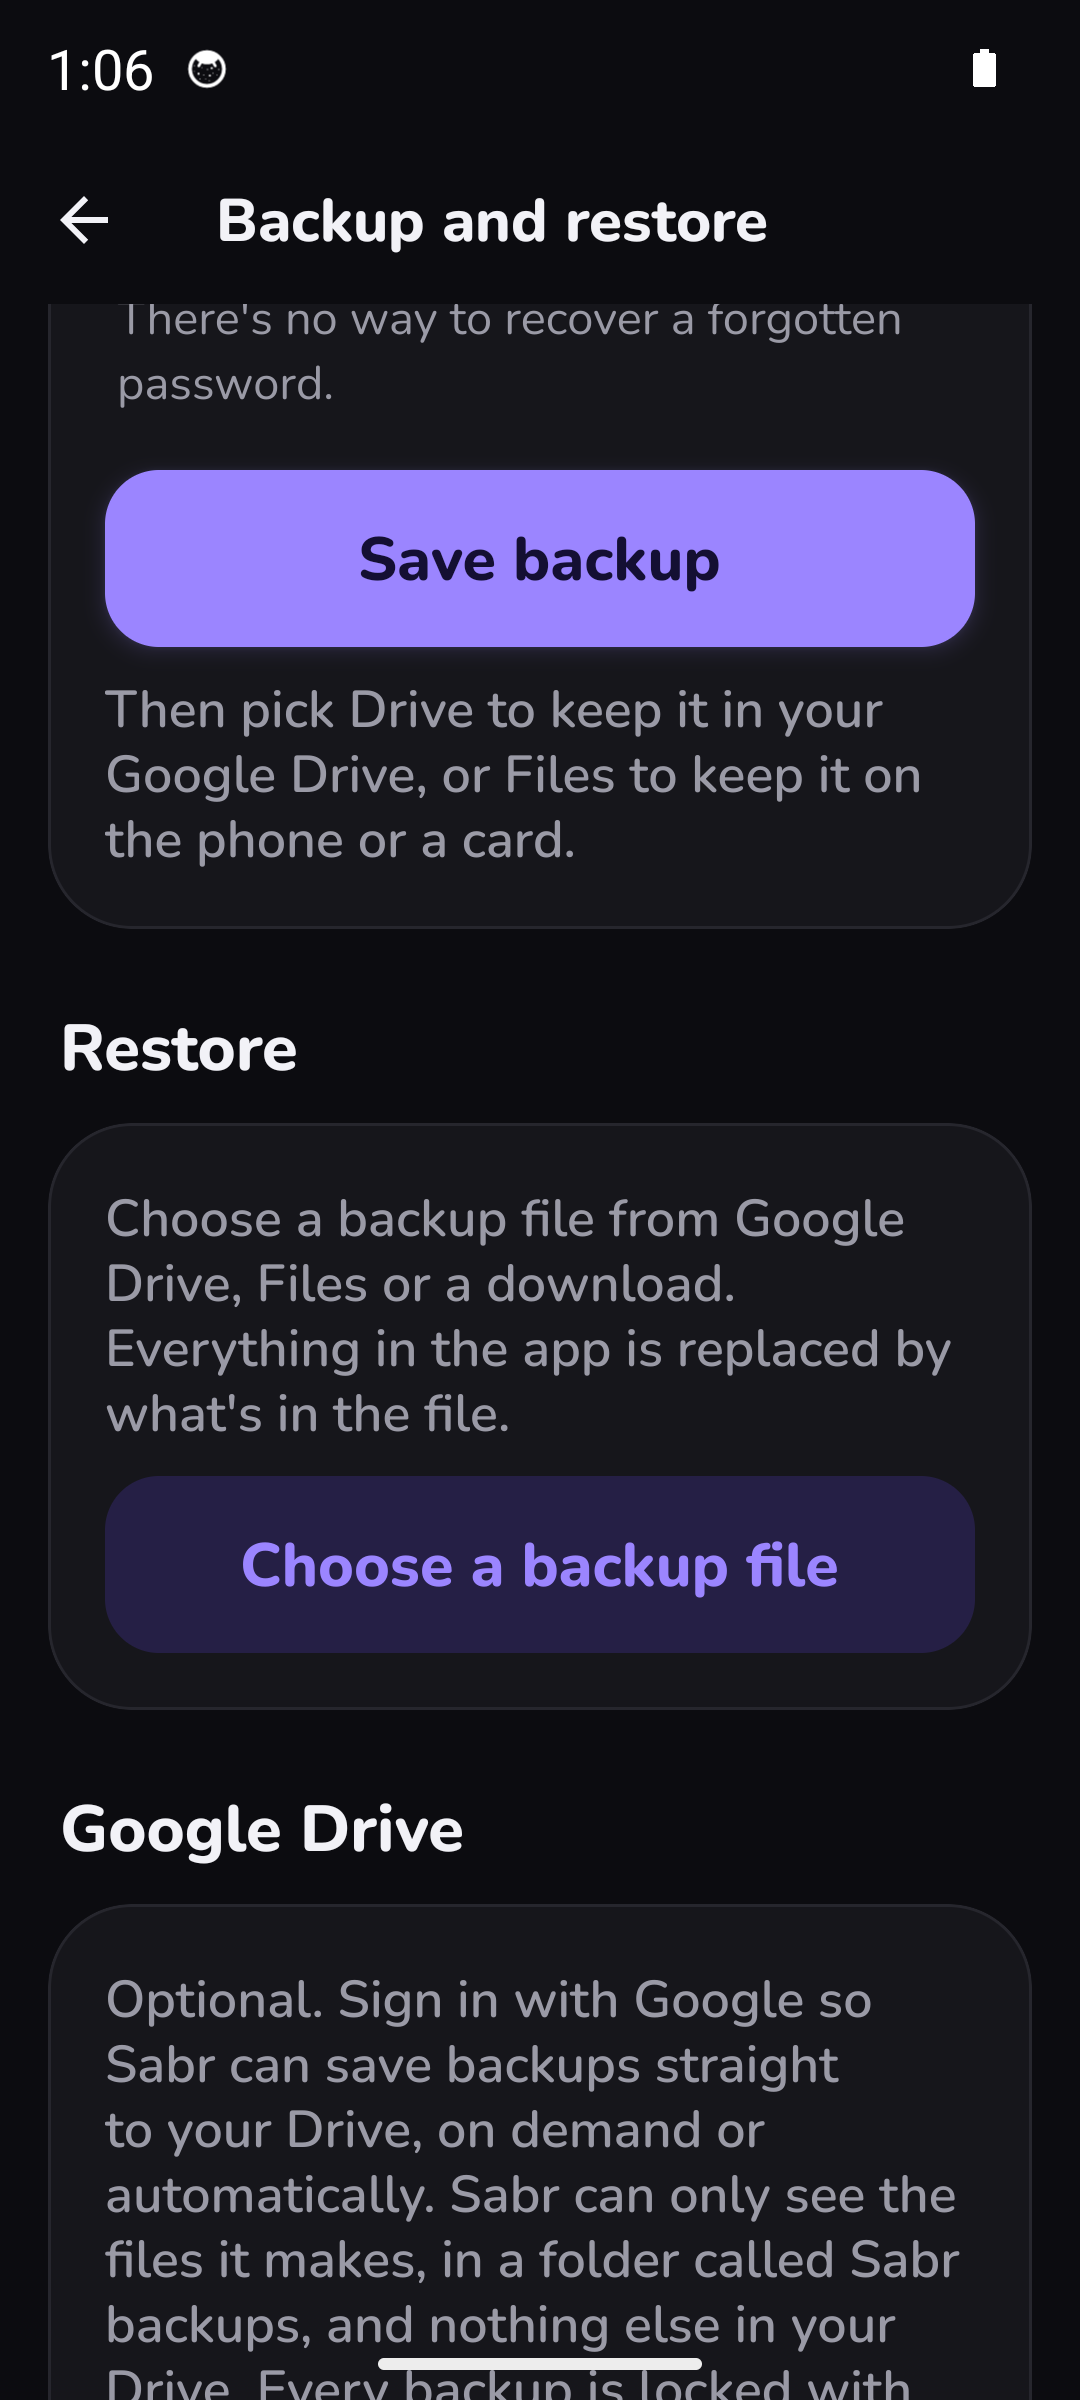 1:06
Backup and restore
There's no way to recover a forgotten
password.
Save backup
Then pick Drive to keep it in your
Google Drive, or Files to keep it on
the phone or a card.
Restore
Choose a backup file from Google
Drive, Files or a download.
Everything in the app is replaced by
what's in the file.
Choose a backup file
Google Drive
Optional. Sign in with Google so
Sabr can save backups straight
to your Drive, on demand or
automatically. Sabr can only see the
files it makes, in a folder called Sabr
backups, and nothing else in your
Drive. Every backup is locked with